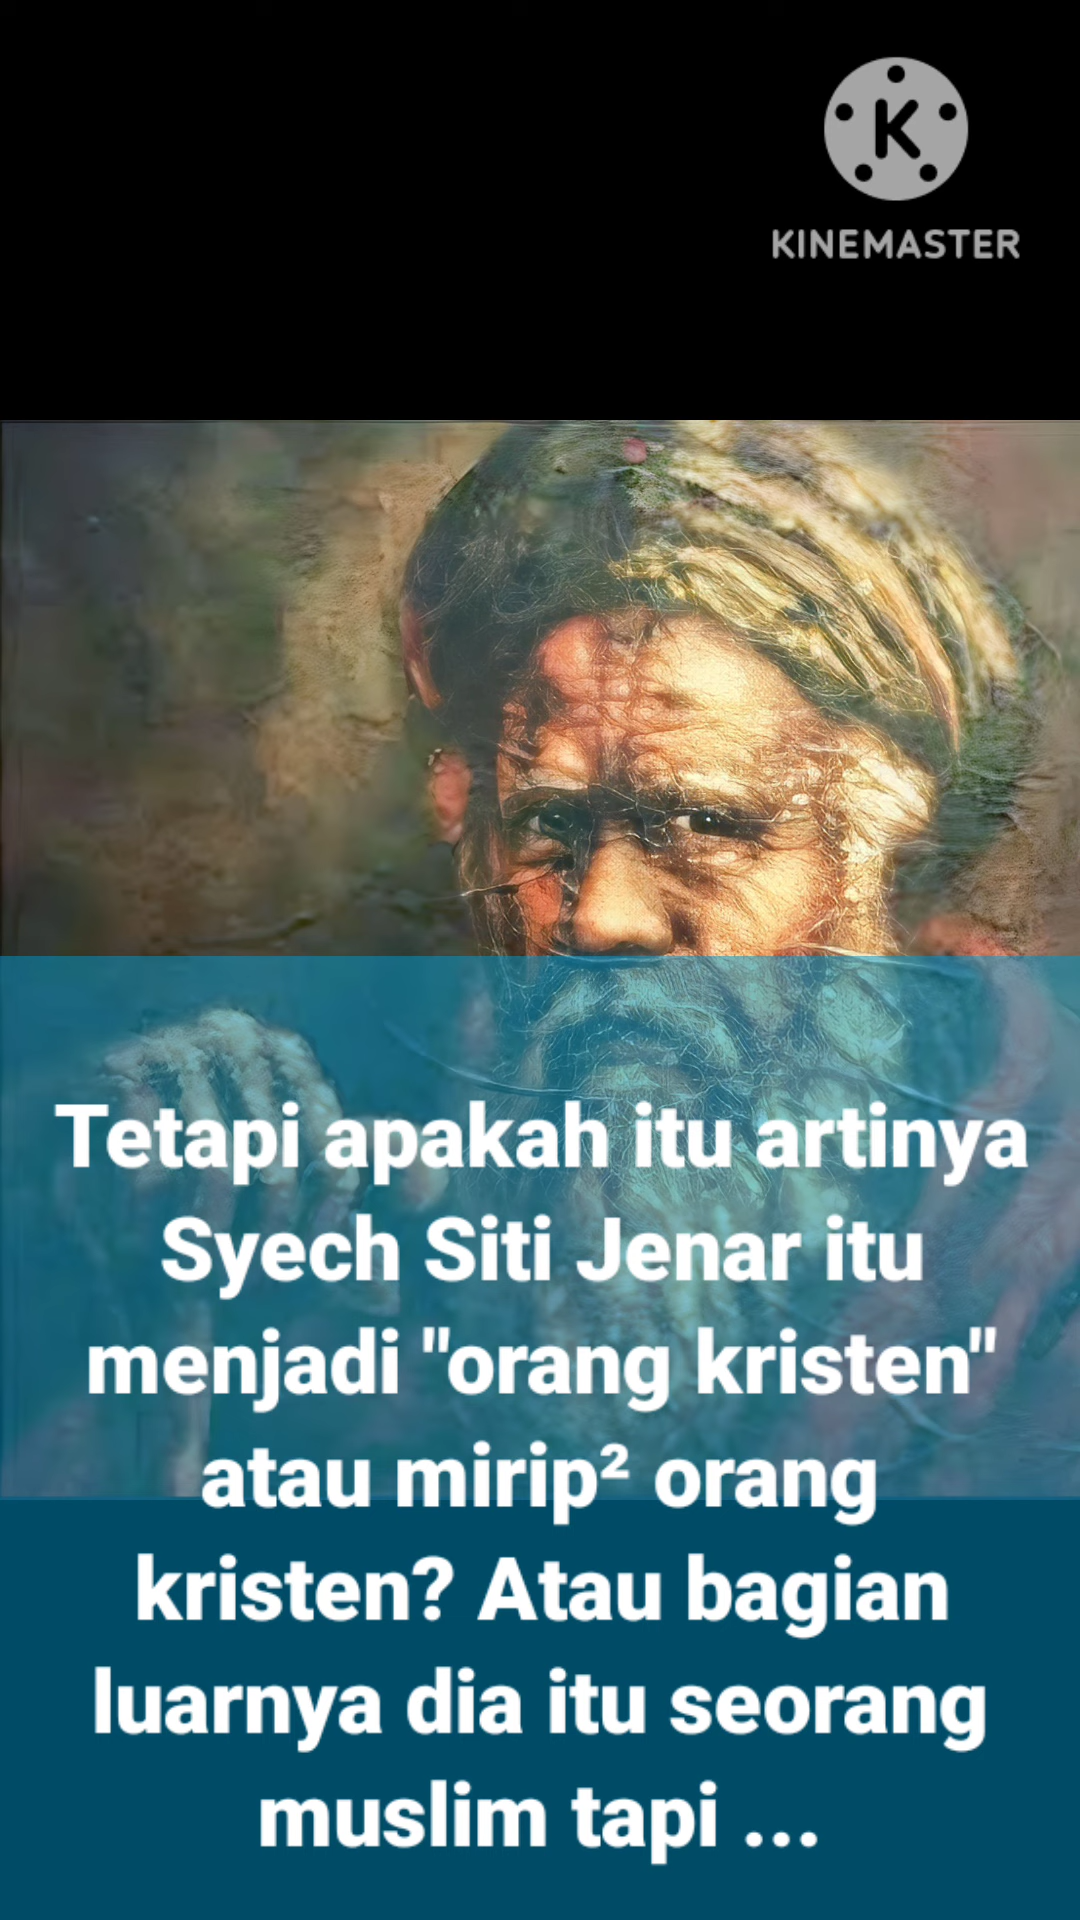 KINEMASTER
Tetapi apakah itu artinya
Syech Siti Jenar itu
menjadi "orang kristen"
atau mirip² orang
kristen? Atau bagian
luarnya dia itu seorang
muslim tapi ...